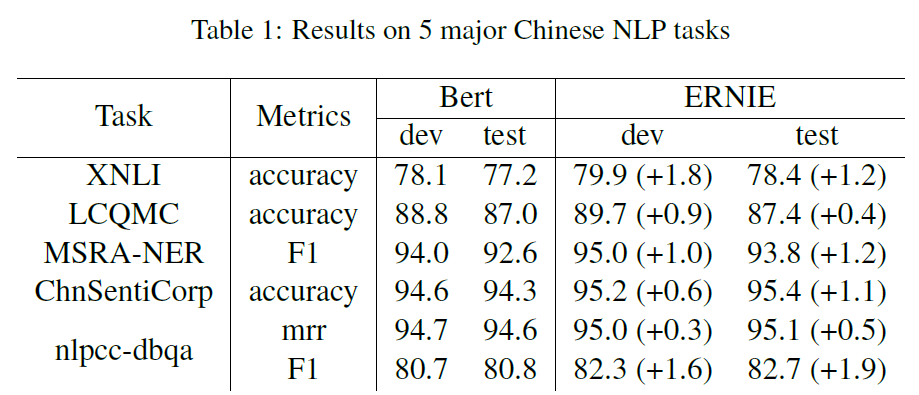 Table 1: Results on 5 major Chinese NLP tasks
Task Metrics Bert ERNIE
dev test dev test
XNLI accuracy 78.1 77.2 79.9 (+1.8) 78.4 (+1.2)
LCQMC accuracy 88.8 87.0 89.7 (+0.9) 87.4 (+0.4)
MSRA-NER F1 94.0 92.6 95.0 (+1.0) 93.8 (+1.2)
ChnSentiCorp accuracy 94.6 94.3 95.2 (+0.6) 95.4 (+1.1)
nlpcc-dbqa mrr 94.7 94.6 95.0 (+0.3) 95.1 (+0.5)
F1 80.7 80.8 82.3 (+1.6) 82.7 (+1.9)